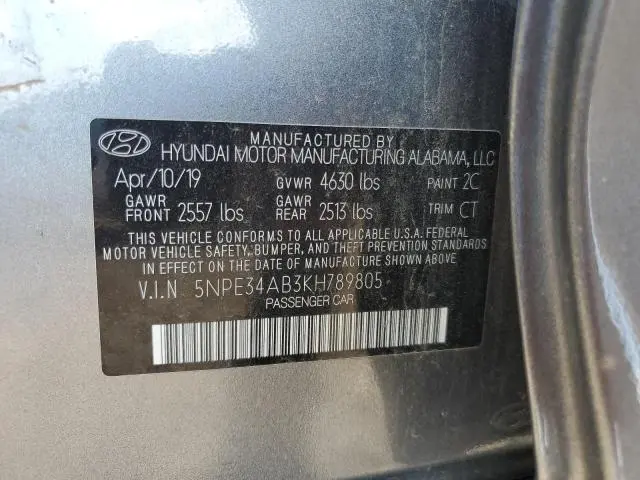 MANUFACTURED BY
HYUNDAI MOTOR MANUFACTURING ALABAMA, LLC
Apr/10/19 GVWR 4630 lbs PAINT 2C
GAWR FRONT 2557 lbs GAWR REAR 2513 lbs TRIM CT
THIS VEHICLE CONFORMS TO ALL APPLICABLE U.S.A. FEDERAL
MOTOR VEHICLE SAFETY, BUMPER, AND THEFT PREVENTION STANDARDS
IN EFFECT ON THE DATE OF MANUFACTURE SHOWN ABOVE.
V.I.N 5NPE34AB3KH789805
PASSENGER CAR